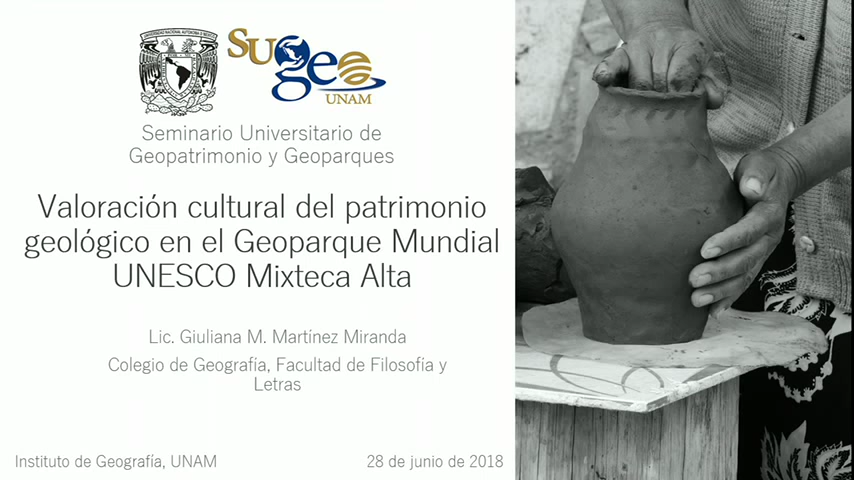 SUgeo
UNAM
Seminario Universitario de
Geopatrimonio y Geoparques
Valoración cultural del patrimonio
geológico en el Geoparque Mundial
UNESCO Mixteca Alta
Lic. Giuliana M. Martínez Miranda
Colegio de Geografía, Facultad de Filosofía y
Letras
Instituto de Geografía, UNAM
28 de junio de 2018